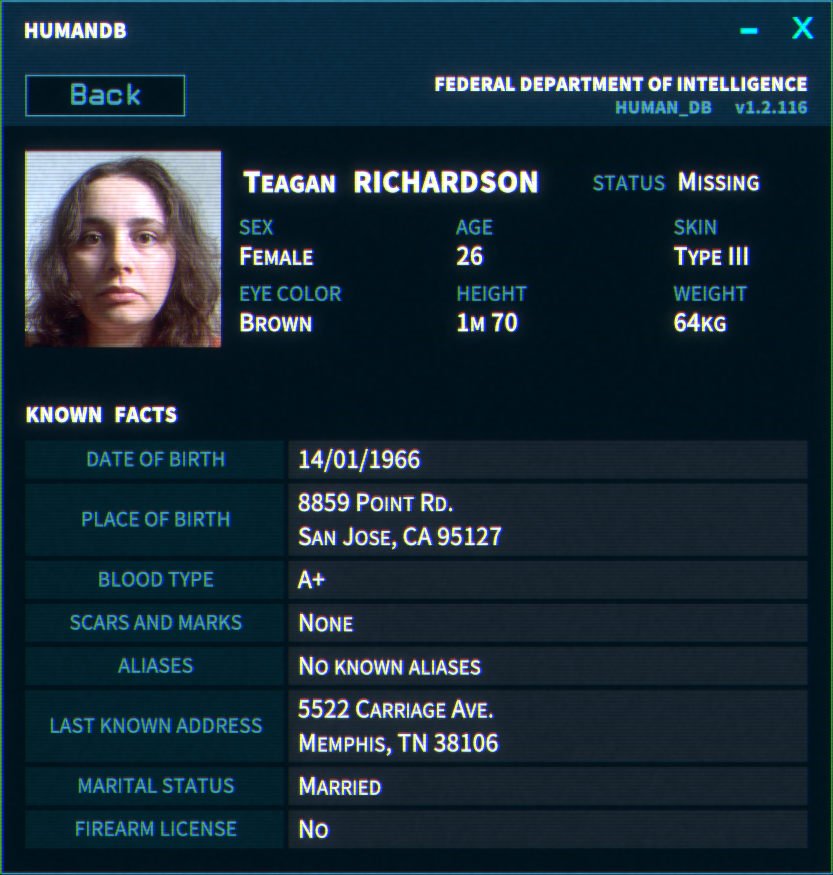 HUMANDB
– X
Back
FEDERAL DEPARTMENT OF INTELLIGENCE
HUMAN_DB v1.2.116
Teagan RICHARDSON
STATUS Missing
SEX AGE SKIN
Female 26 Type III
EYE COLOR HEIGHT WEIGHT
Brown 1m 70 64kg
KNOWN FACTS
DATE OF BIRTH 14/01/1966
PLACE OF BIRTH 8859 Point Rd.
San Jose, CA 95127
BLOOD TYPE A+
SCARS AND MARKS None
ALIASES No known aliases
LAST KNOWN ADDRESS 5522 Carriage Ave.
Memphis, TN 38106
MARITAL STATUS Married
FIREARM LICENSE No